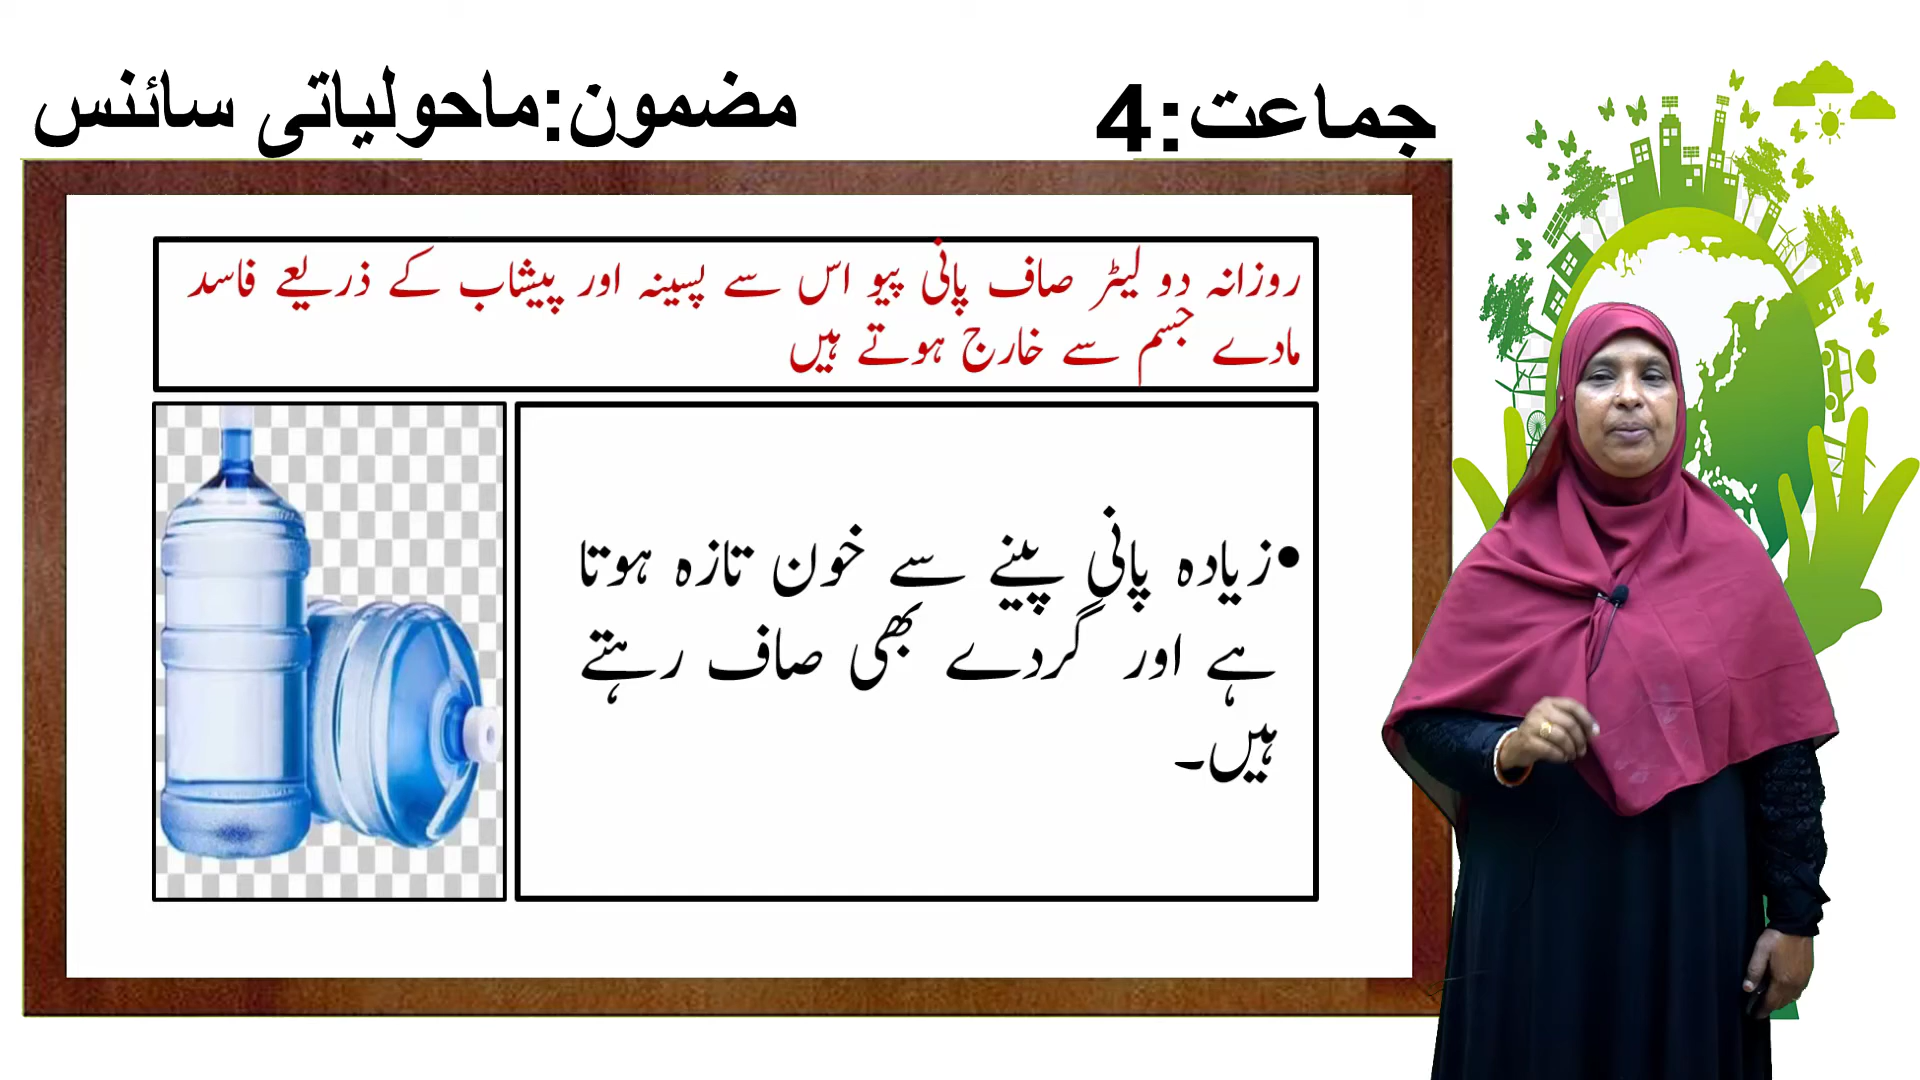 جماعت:4
مضمون:ماحولیاتی سائنس
روزانہ دو لیٹر صاف پانی پیو اس سے پسینہ اور پیشاب کے ذریعے فاسد
مادے جسم سے خارج ہوتے ہیں
•زیادہ پانی پینے سے خون تازہ ہوتا
ہے اور گردے بھی صاف رہتے
ہیں۔